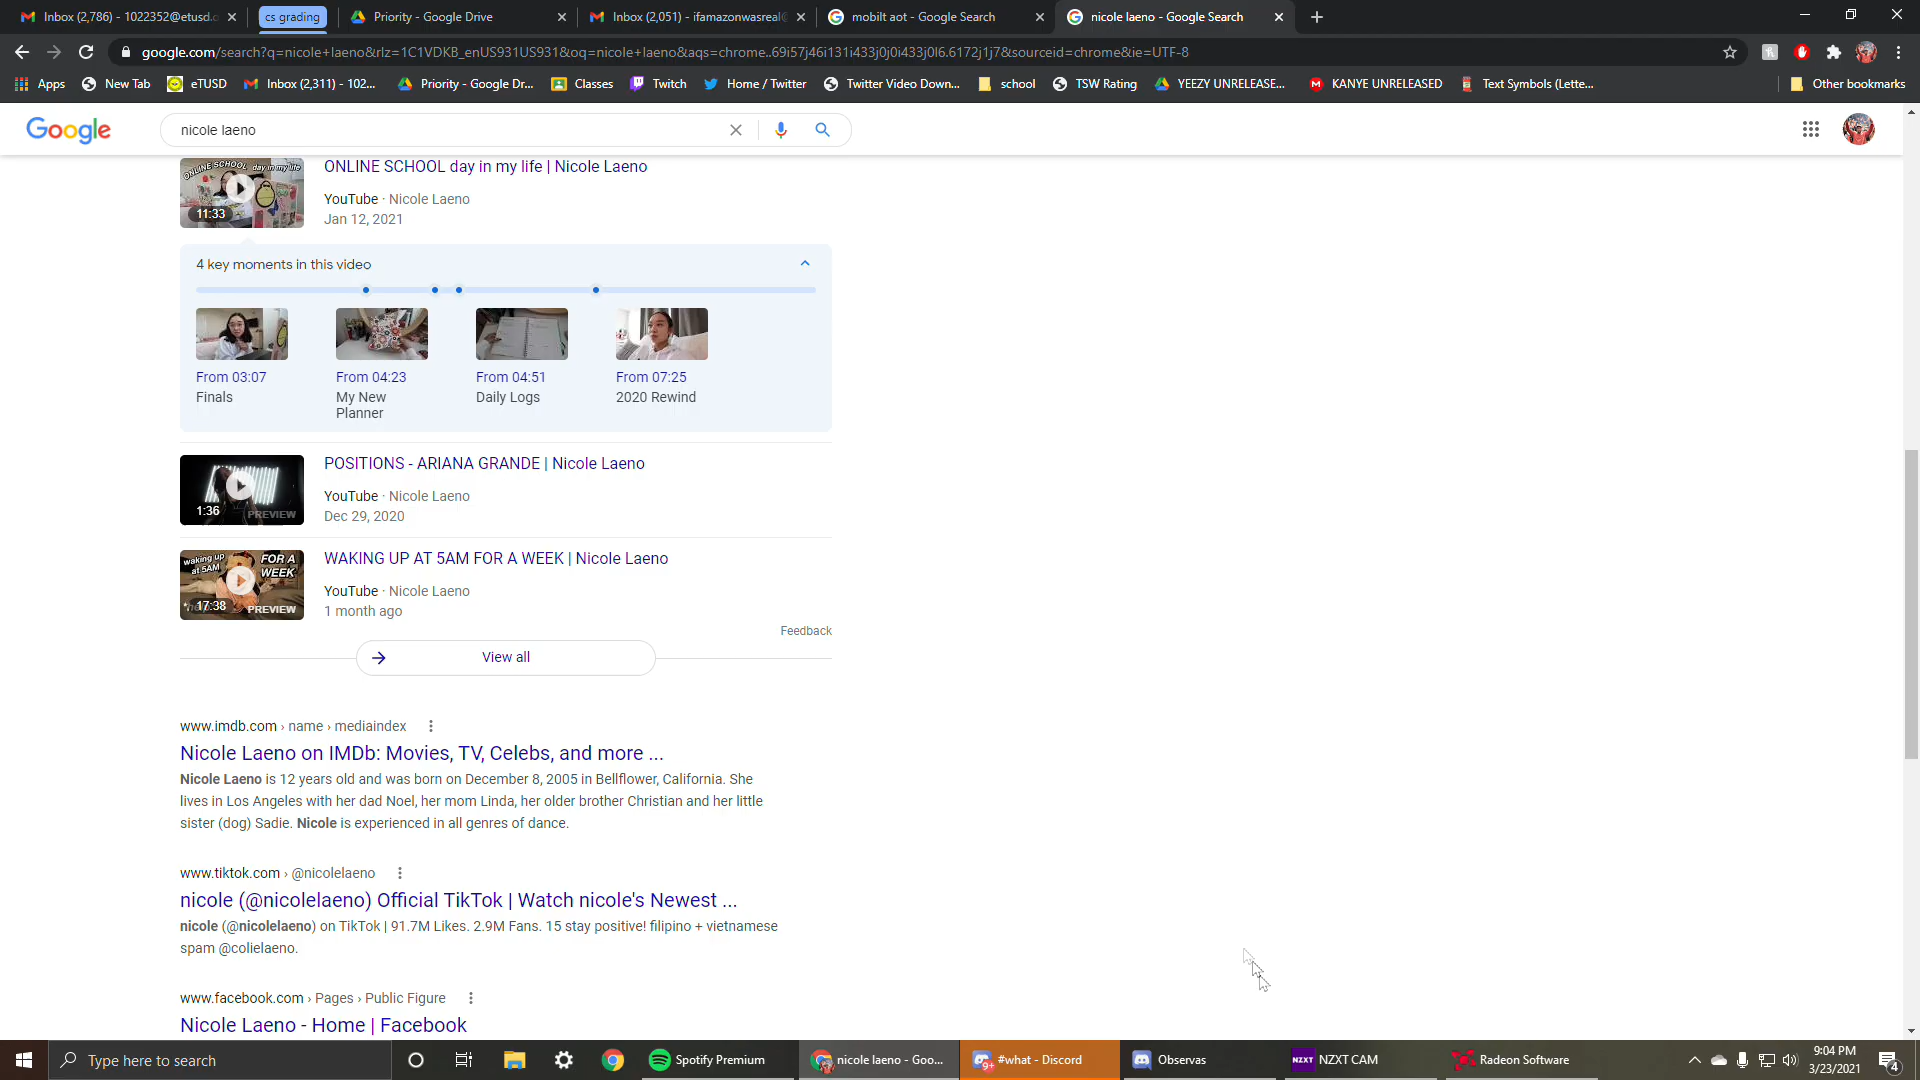 Inbox (2,786) - 1022352@etusd.o
cs grading
Priority - Google Drive
Inbox (2,051) - ifamazonwasreal@
mobilt aot - Google Search
nicole laeno - Google Search
google.com/search?q=nicole+laeno&rlz=1C1VDKB_enUS931US931&oq=nicole+laeno&aqs=chrome..69i57j46i131i433j0j0i433j0l6.6172j1j7&sourceid=chrome&ie=UTF-8
Apps
New Tab
eTUSD
Inbox (2,311) - 102...
Priority - Google Dr...
Classes
Twitch
Home / Twitter
Twitter Video Down...
school
TSW Rating
YEEZY UNRELEASE...
KANYE UNRELEASED
Text Symbols (Lette...
Other bookmarks
Google
nicole laeno
ONLINE SCHOOL day in my life
11:33
ONLINE SCHOOL day in my life | Nicole Laeno
YouTube · Nicole Laeno
Jan 12, 2021
4 key moments in this video
From 03:07
Finals
From 04:23
My New
Planner
From 04:51
Daily Logs
From 07:25
2020 Rewind
1:36
PREVIEW
POSITIONS - ARIANA GRANDE | Nicole Laeno
YouTube · Nicole Laeno
Dec 29, 2020
waking up
at 5AM
FOR A
WEEK
17:38
PREVIEW
WAKING UP AT 5AM FOR A WEEK | Nicole Laeno
YouTube · Nicole Laeno
1 month ago
Feedback
View all
www.imdb.com › name › mediaindex
Nicole Laeno on IMDb: Movies, TV, Celebs, and more ...
Nicole Laeno is 12 years old and was born on December 8, 2005 in Bellflower, California. She
lives in Los Angeles with her dad Noel, her mom Linda, her older brother Christian and her little
sister (dog) Sadie. Nicole is experienced in all genres of dance.
www.tiktok.com › @nicolelaeno
nicole (@nicolelaeno) Official TikTok | Watch nicole's Newest ...
nicole (@nicolelaeno) on TikTok | 91.7M Likes. 2.9M Fans. 15 stay positive! filipino + vietnamese
spam @colielaeno.
www.facebook.com › Pages › Public Figure
Nicole Laeno - Home | Facebook
Type here to search
Spotify Premium
nicole laeno - Goo...
9+
#what - Discord
Observas
NZXT
NZXT CAM
Radeon Software
9:04 PM
3/23/2021
4